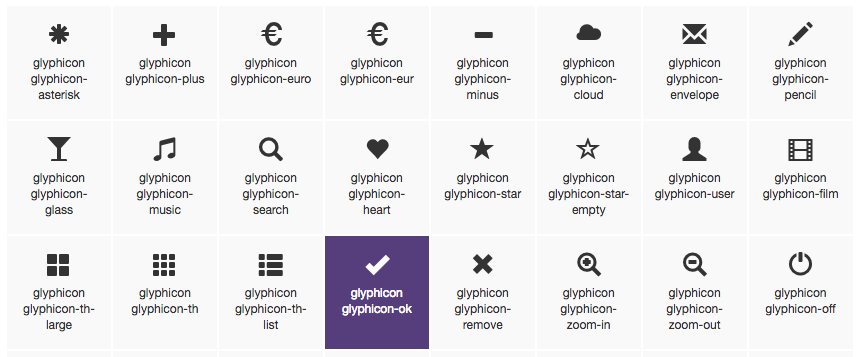 glyphicon
glyphicon-
asterisk
glyphicon
glyphicon-plus
glyphicon
glyphicon-euro
glyphicon
glyphicon-eur
glyphicon
glyphicon-
minus
glyphicon
glyphicon-
cloud
glyphicon
glyphicon-
envelope
glyphicon
glyphicon-
pencil
glyphicon
glyphicon-
glass
glyphicon
glyphicon-
music
glyphicon
glyphicon-
search
glyphicon
glyphicon-
heart
glyphicon
glyphicon-star
glyphicon
glyphicon-star-
empty
glyphicon
glyphicon-user
glyphicon
glyphicon-film
glyphicon
glyphicon-th-
large
glyphicon
glyphicon-th
glyphicon
glyphicon-th-
list
glyphicon
glyphicon-ok
glyphicon
glyphicon-
remove
glyphicon
glyphicon-
zoom-in
glyphicon
glyphicon-
zoom-out
glyphicon
glyphicon-off